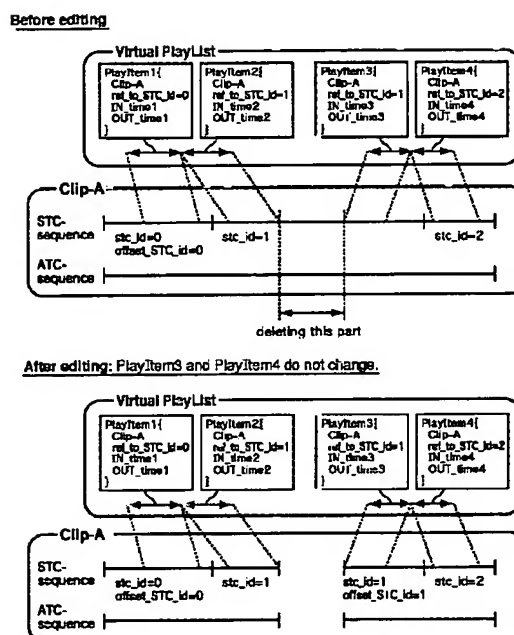 Before editing
Virtual PlayList
PlayItem1{
Clip-A
ref_to_STC_id=0
IN_time1
OUT_time1
}
PlayItem2{
Clip-A
ref_to_STC_id=1
IN_time2
OUT_time2
}
PlayItem3{
Clip-A
ref_to_STC_id=1
IN_time3
OUT_time3
}
PlayItem4{
Clip-A
ref_to_STC_id=2
IN_time4
OUT_time4
}
Clip-A
STC-
sequence
stc_id=0
offset_STC_id=0
stc_id=1
stc_id=2
ATC-
sequence
deleting this part
After editing: PlayItem3 and PlayItem4 do not change.
Virtual PlayList
PlayItem1{
Clip-A
ref_to_STC_id=0
IN_time1
OUT_time1
}
PlayItem2{
Clip-A
ref_to_STC_id=1
IN_time2
OUT_time2
}
PlayItem3{
Clip-A
ref_to_STC_id=1
IN_time3
OUT_time3
}
PlayItem4{
Clip-A
ref_to_STC_id=2
IN_time4
OUT_time4
}
Clip-A
STC-
sequence
stc_id=0
offset_STC_id=0
stc_id=1
stc_id=1
offset_STC_id=1
stc_id=2
ATC-
sequence